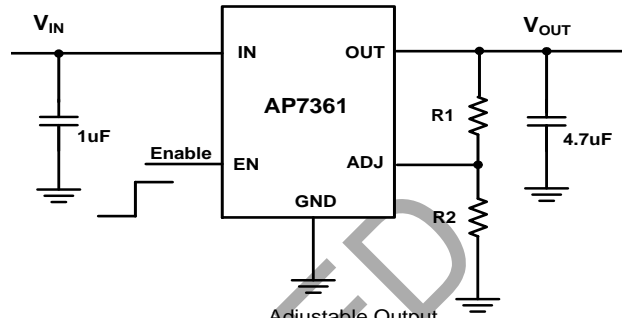 VIN
VOUT
IN
OUT
AP7361
R1
1uF
4.7uF
Enable
EN
ADJ
GND
R2
Adjustable Output